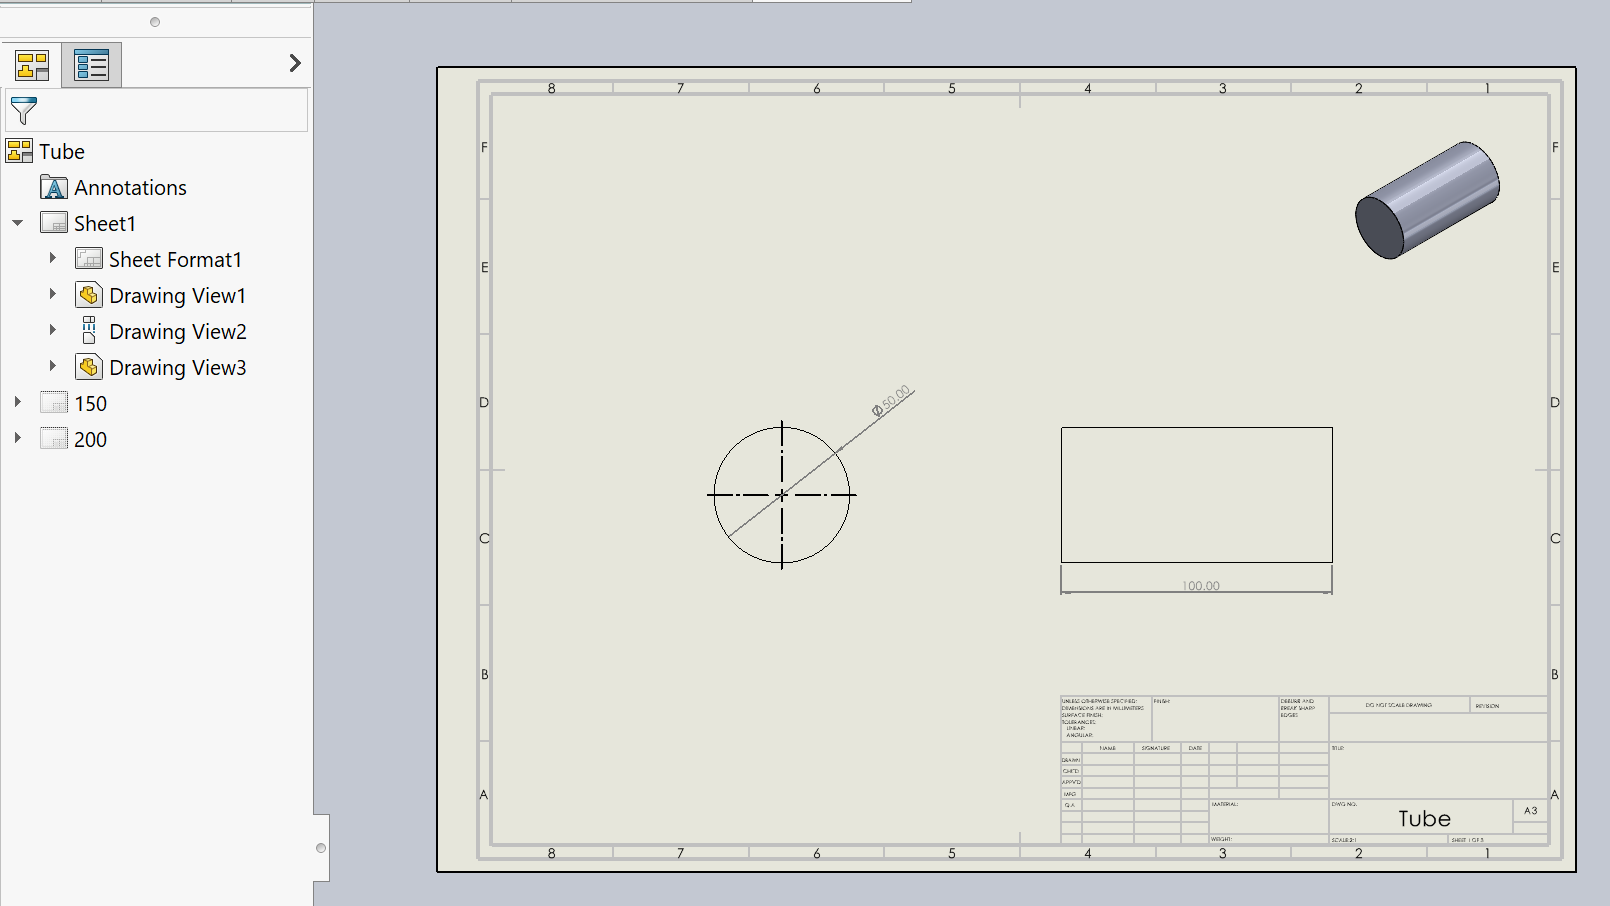 Tube
Annotations
Sheet1
Sheet Format1
Drawing View1
Drawing View2
Drawing View3
150
200
8 7 6 5 4 3 2 1
F F
E E
Ø50.00
D D
C C
100.00
B B
UNLESS OTHERWISE SPECIFIED:
DIMENSIONS ARE IN MILLIMETERS
SURFACE FINISH:
TOLERANCES:
LINEAR:
ANGULAR:
FINISH:
DEBURR AND
BREAK SHARP
EDGES
DO NOT SCALE DRAWING
REVISION
NAME SIGNATURE DATE
TITLE:
DRAWN
CHK'D
APPV'D
MFG
Q.A
MATERIAL:
DWG NO.
Tube
A3
WEIGHT:
SCALE:2:1
SHEET 1 OF 3
A A
8 7 6 5 4 3 2 1